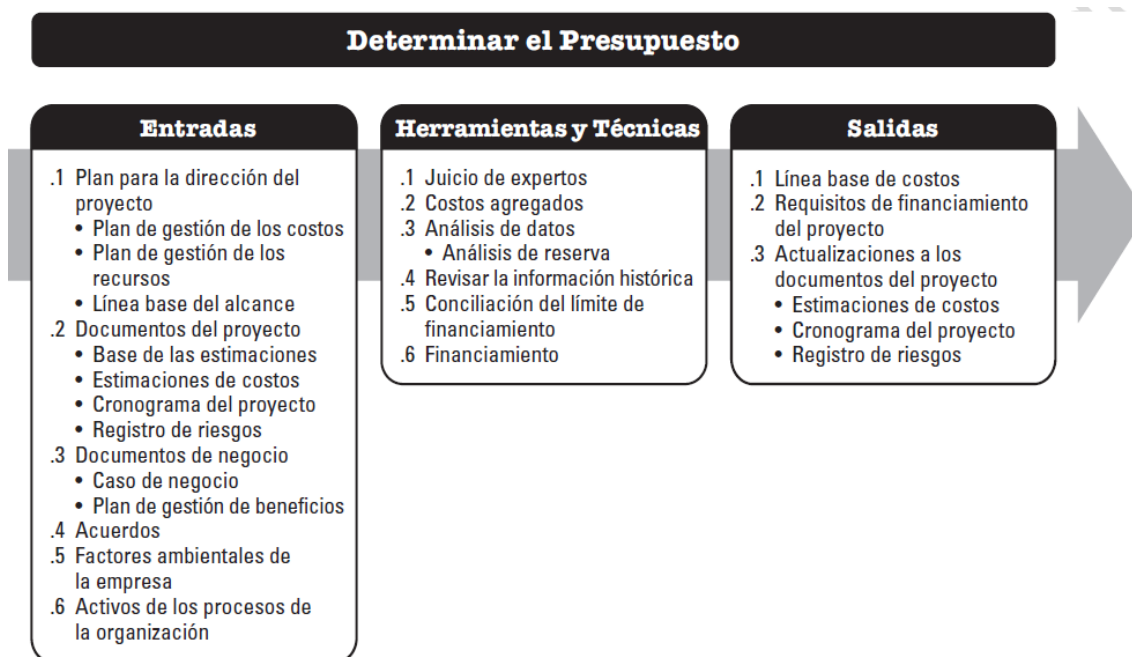 Determinar el Presupuesto
Entradas
.1 Plan para la dirección del
proyecto
• Plan de gestión de los costos
• Plan de gestión de los
recursos
• Línea base del alcance
.2 Documentos del proyecto
• Base de las estimaciones
• Estimaciones de costos
• Cronograma del proyecto
• Registro de riesgos
.3 Documentos de negocio
• Caso de negocio
• Plan de gestión de beneficios
.4 Acuerdos
.5 Factores ambientales de
la empresa
.6 Activos de los procesos de
la organización
Herramientas y Técnicas
.1 Juicio de expertos
.2 Costos agregados
.3 Análisis de datos
• Análisis de reserva
.4 Revisar la información histórica
.5 Conciliación del límite de
financiamiento
.6 Financiamiento
Salidas
.1 Línea base de costos
.2 Requisitos de financiamiento
del proyecto
.3 Actualizaciones a los
documentos del proyecto
• Estimaciones de costos
• Cronograma del proyecto
• Registro de riesgos